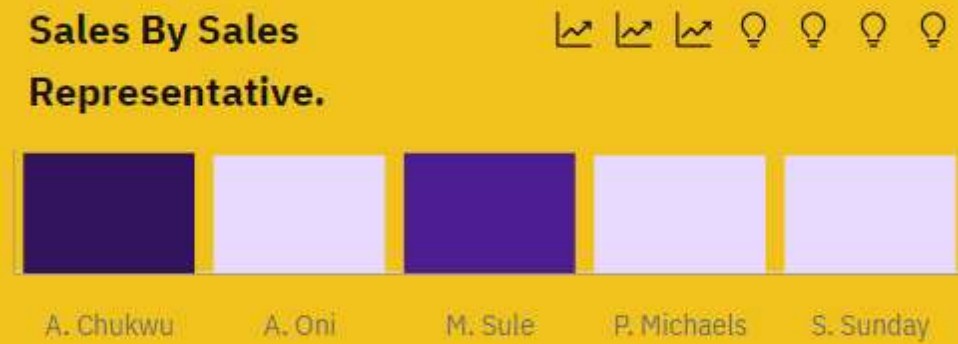 Sales By Sales
Representative.
A. Chukwu A. Oni M. Sule P. Michaels S. Sunday